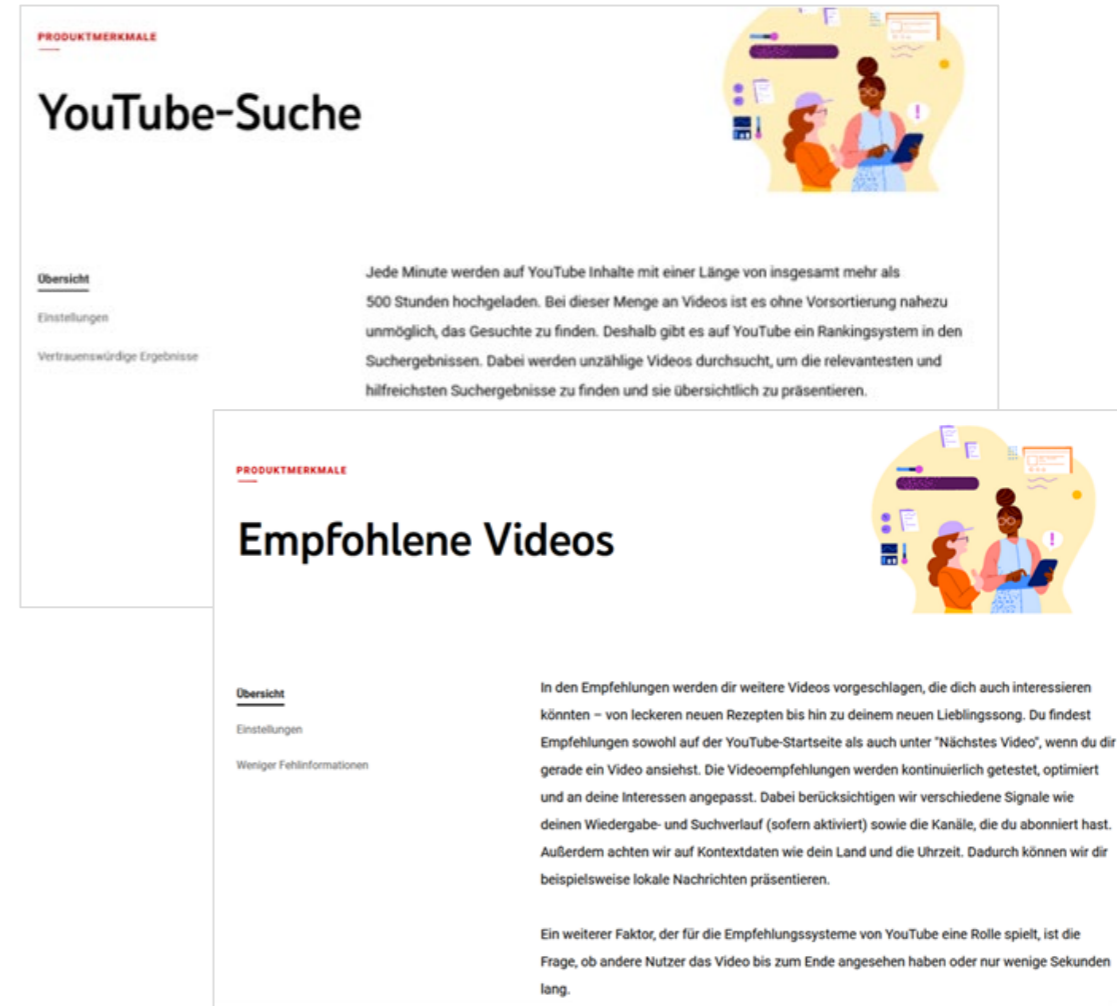 PRODUKTMERKMALE
YouTube-Suche
Übersicht
Einstellungen
Vertrauenswürdige Ergebnisse
Jede Minute werden auf YouTube Inhalte mit einer Länge von insgesamt mehr als
500 Stunden hochgeladen. Bei dieser Menge an Videos ist es ohne Vorsortierung nahezu
unmöglich, das Gesuchte zu finden. Deshalb gibt es auf YouTube ein Rankingsystem in den
Suchergebnissen. Dabei werden unzählige Videos durchsucht, um die relevantesten und
hilfreichsten Suchergebnisse zu finden und sie übersichtlich zu präsentieren.
PRODUKTMERKMALE
Empfohlene Videos
Übersicht
Einstellungen
Weniger Fehlinformationen
In den Empfehlungen werden dir weitere Videos vorgeschlagen, die dich auch interessieren
könnten – von leckeren neuen Rezepten bis hin zu deinem neuen Lieblingssong. Du findest
Empfehlungen sowohl auf der YouTube-Startseite als auch unter "Nächstes Video", wenn du dir
gerade ein Video ansiehst. Die Videoempfehlungen werden kontinuierlich getestet, optimiert
und an deine Interessen angepasst. Dabei berücksichtigen wir verschiedene Signale wie
deinen Wiedergabe- und Suchverlauf (sofern aktiviert) sowie die Kanäle, die du abonniert hast.
Außerdem achten wir auf Kontextdaten wie dein Land und die Uhrzeit. Dadurch können wir dir
beispielsweise lokale Nachrichten präsentieren.
Ein weiterer Faktor, der für die Empfehlungssysteme von YouTube eine Rolle spielt, ist die
Frage, ob andere Nutzer das Video bis zum Ende angesehen haben oder nur wenige Sekunden
lang.